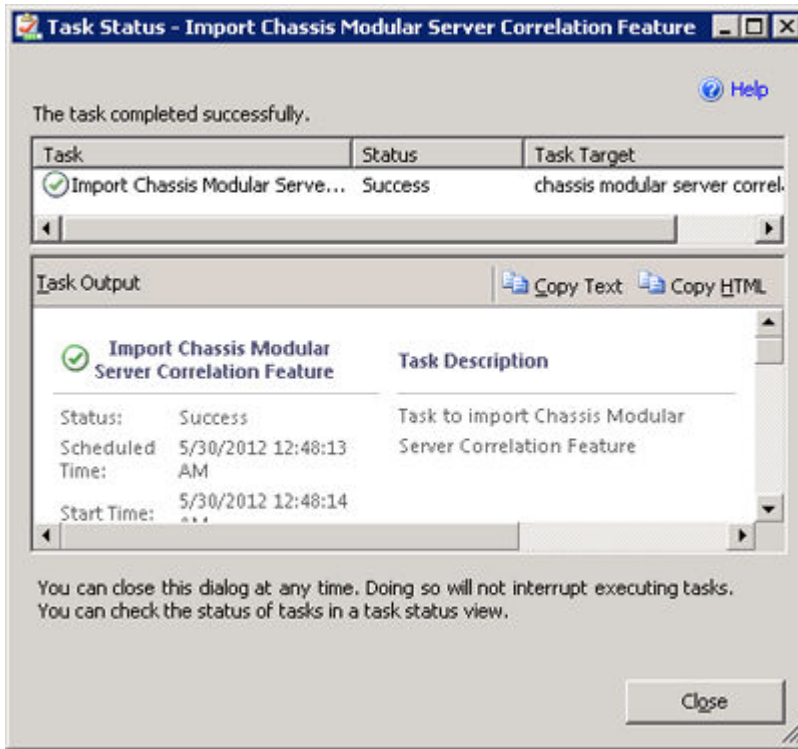 Task Status - Import Chassis Modular Server Correlation Feature
Help
The task completed successfully.
Task Status Task Target
Import Chassis Modular Serve... Success chassis modular server correl
Task Output Copy Text Copy HTML
Import Chassis Modular
Server Correlation Feature
Task Description
Status: Success
Scheduled Time: 5/30/2012 12:48:13 AM
Start Time: 5/30/2012 12:48:14
Task to import Chassis Modular
Server Correlation Feature
You can close this dialog at any time. Doing so will not interrupt executing tasks.
You can check the status of tasks in a task status view.
Close